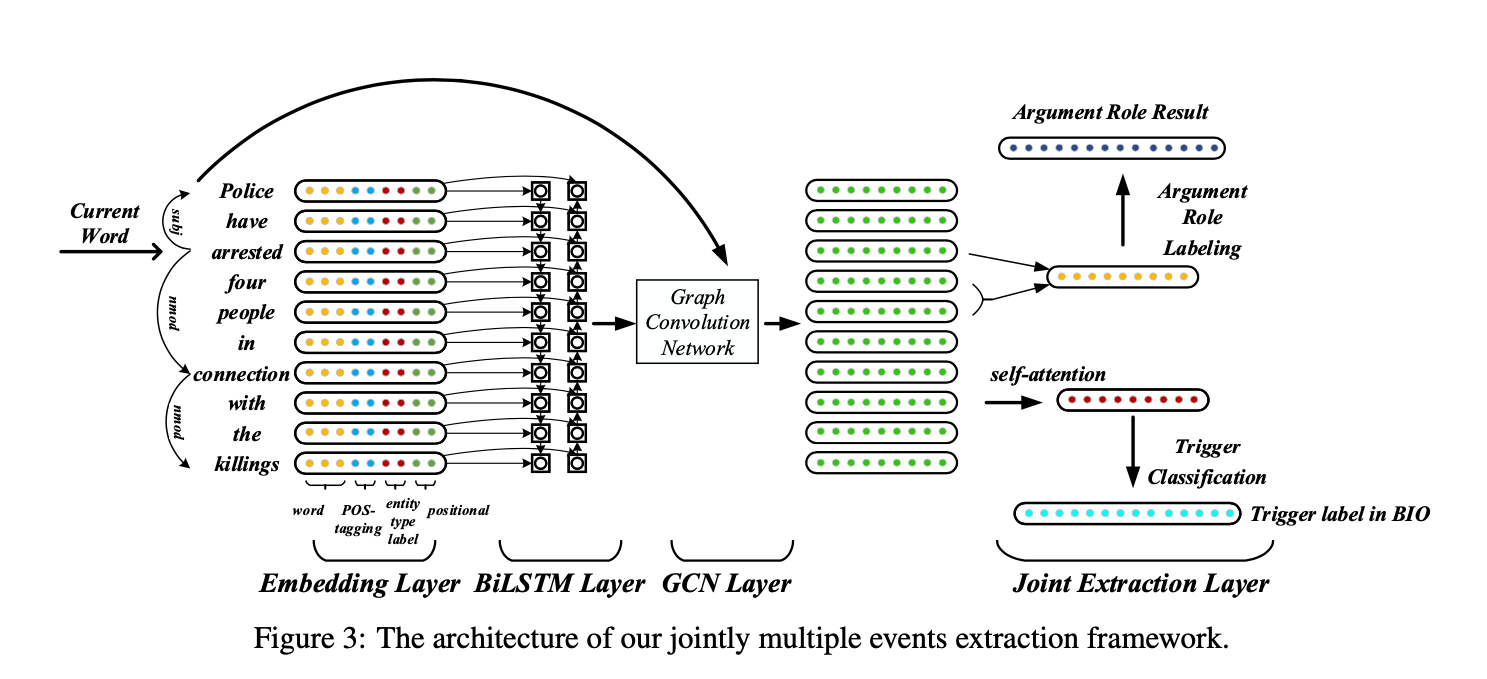 Argument Role Result
Current
Word
subj
nmod
nmod
Police
have
arrested
four
people
in
connection
with
the
killings
Graph
Convolution
Network
Argument
Role
Labeling
self-attention
Trigger
Classification
Trigger label in BIO
word
POS-
tagging
entity
type
label
positional
Embedding Layer
BiLSTM Layer
GCN Layer
Joint Extraction Layer
Figure 3: The architecture of our jointly multiple events extraction framework.